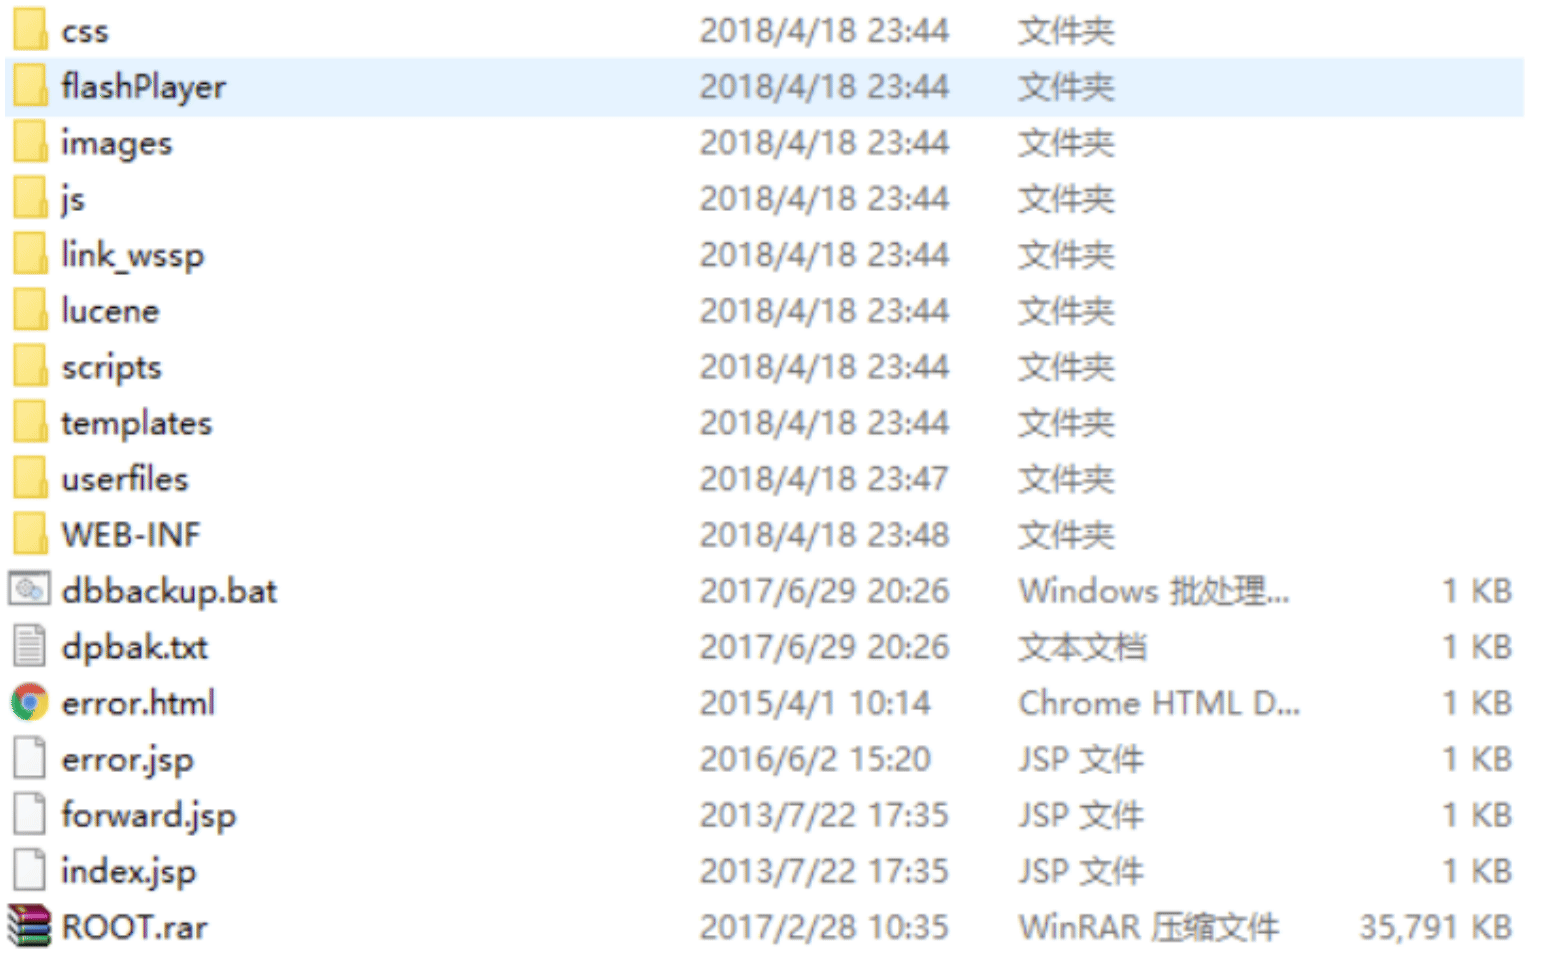 css 2018/4/18 23:44 文件夹
flashPlayer 2018/4/18 23:44 文件夹
images 2018/4/18 23:44 文件夹
js 2018/4/18 23:44 文件夹
link_wssp 2018/4/18 23:44 文件夹
lucene 2018/4/18 23:44 文件夹
scripts 2018/4/18 23:44 文件夹
templates 2018/4/18 23:44 文件夹
userfiles 2018/4/18 23:47 文件夹
WEB-INF 2018/4/18 23:48 文件夹
dbbackup.bat 2017/6/29 20:26 Windows 批处理... 1 KB
dpbak.txt 2017/6/29 20:26 文本文档 1 KB
error.html 2015/4/1 10:14 Chrome HTML D... 1 KB
error.jsp 2016/6/2 15:20 JSP 文件 1 KB
forward.jsp 2013/7/22 17:35 JSP 文件 1 KB
index.jsp 2013/7/22 17:35 JSP 文件 1 KB
ROOT.rar 2017/2/28 10:35 WinRAR 压缩文件 35,791 KB